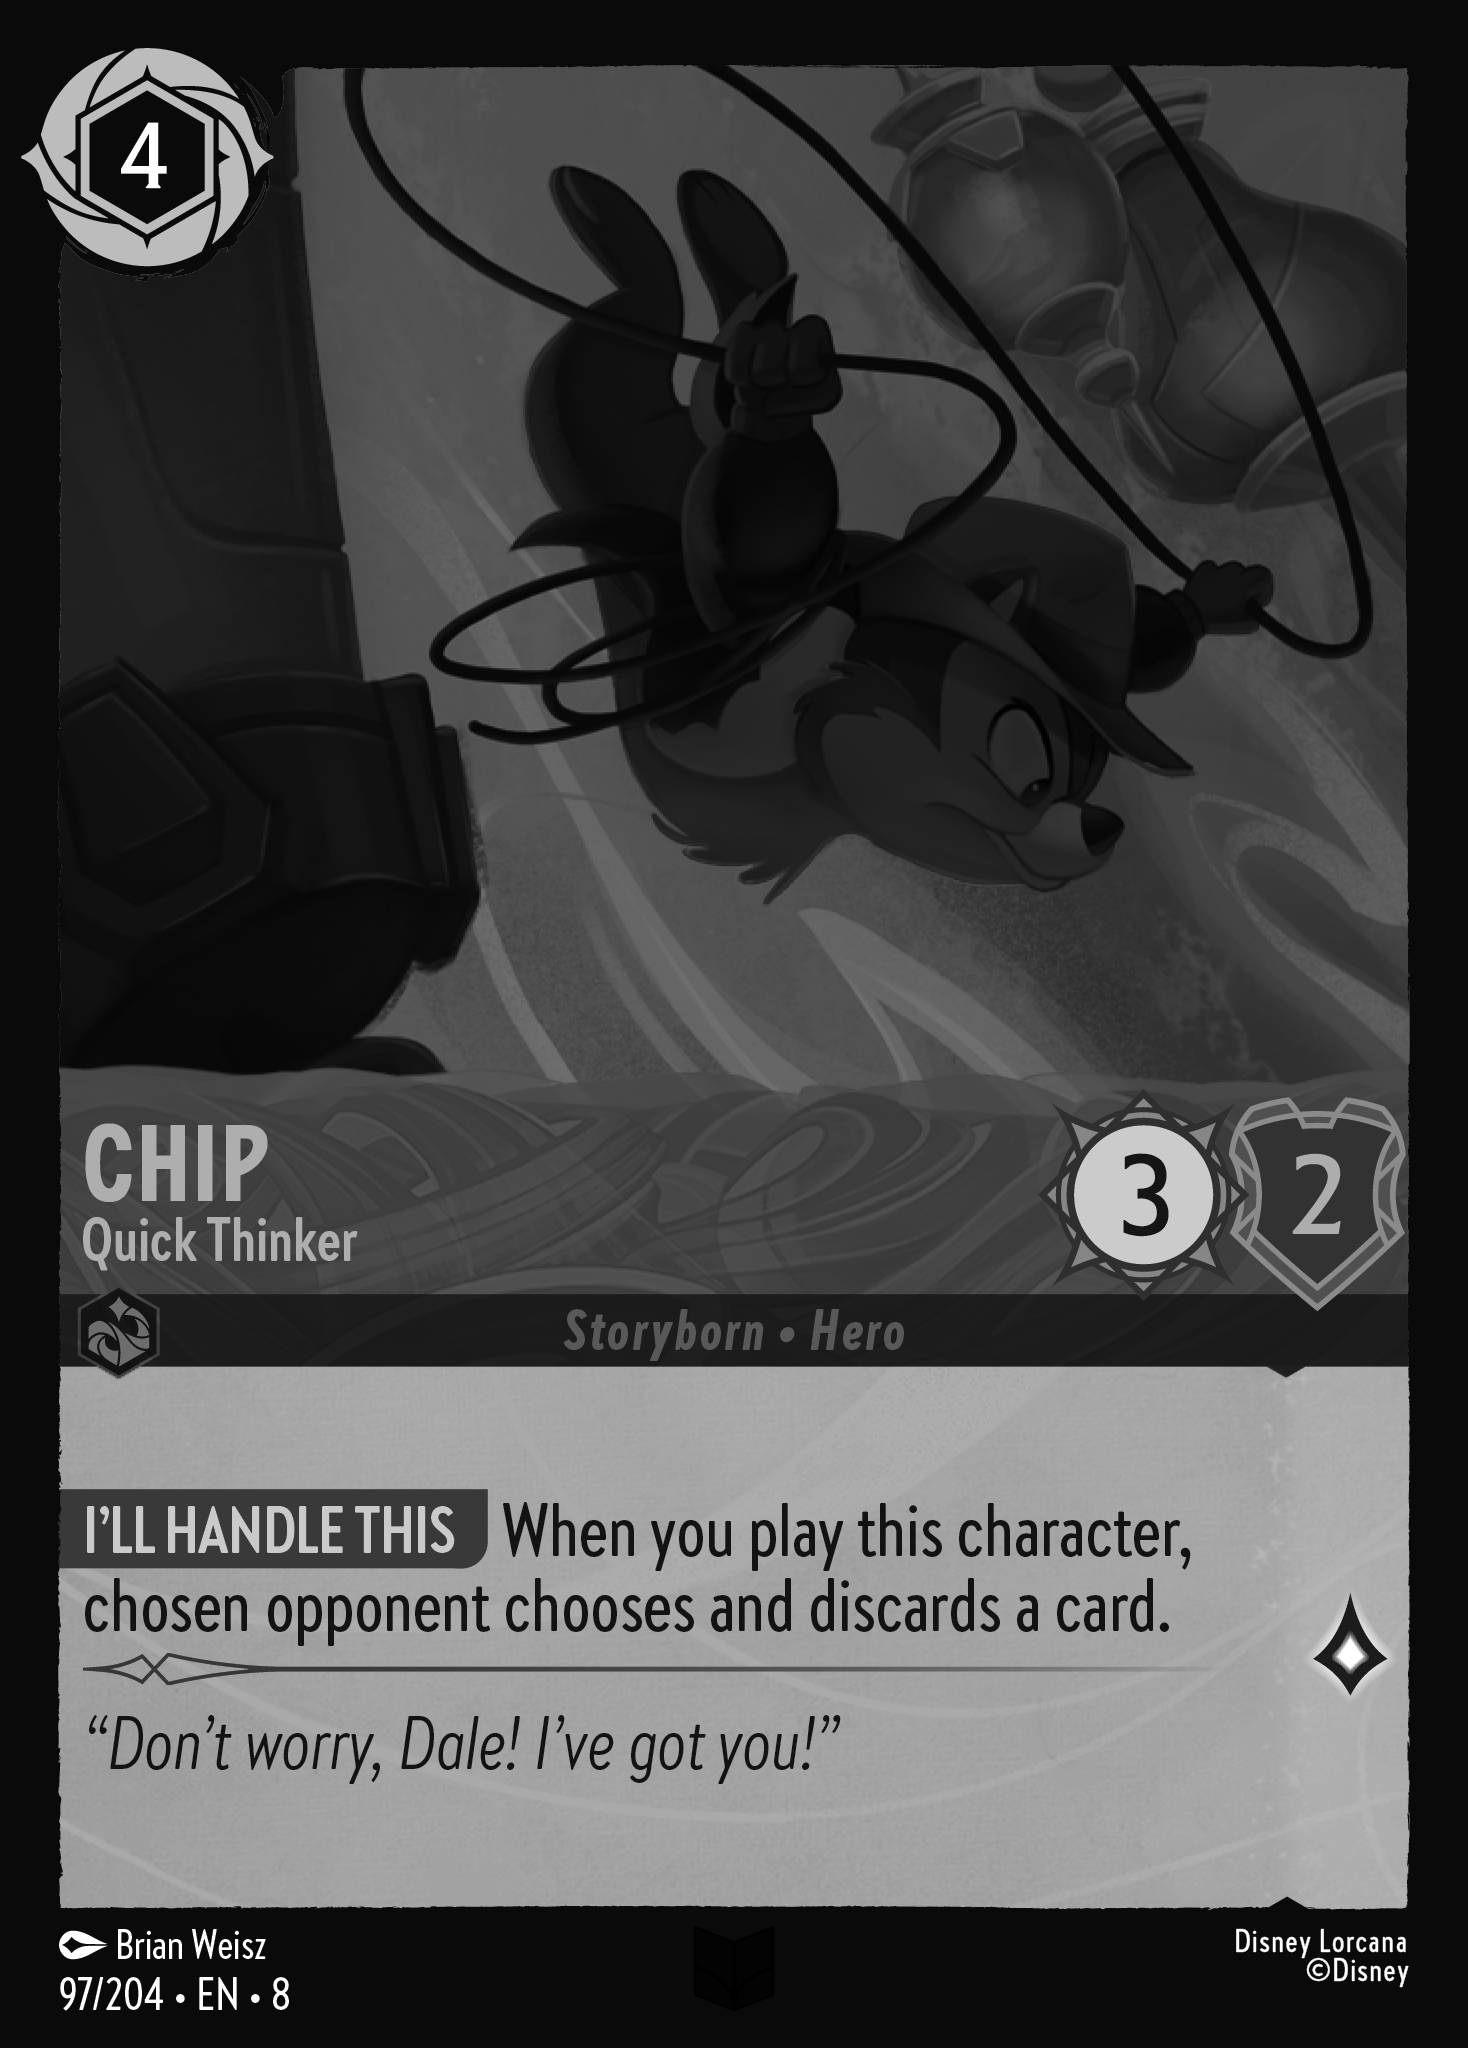 4
CHIP
Quick Thinker
3 2
Storyborn • Hero
I’LL HANDLE THIS When you play this character,
chosen opponent chooses and discards a card.
“Don’t worry, Dale! I’ve got you!”
Brian Weisz
97/204 • EN • 8
Disney Lorcana
©Disney